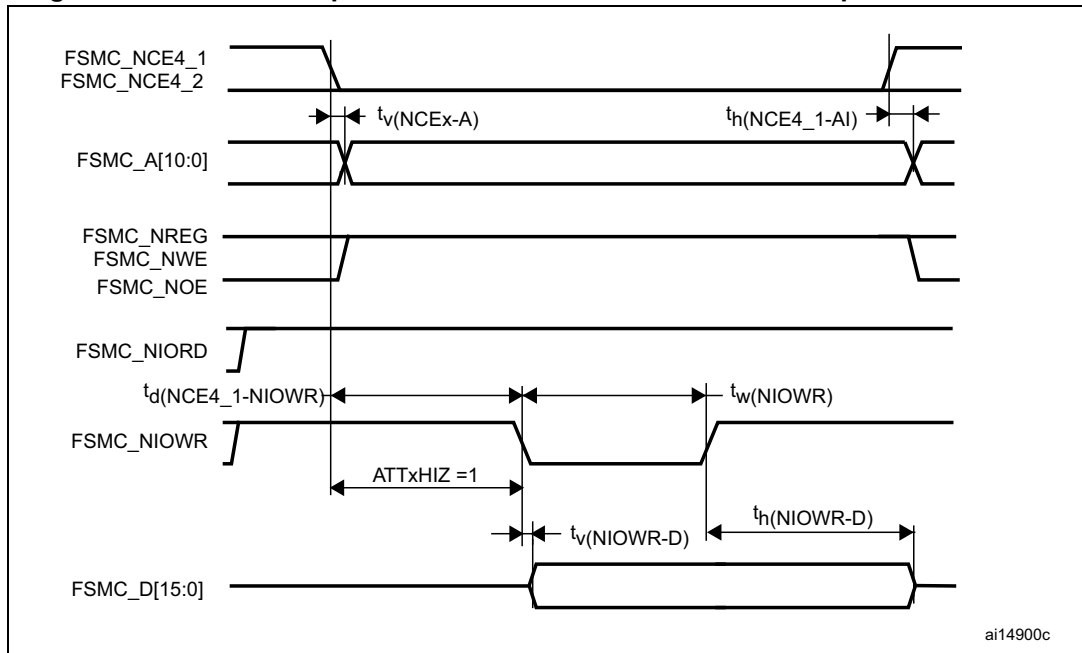 FSMC_NCE4_1
FSMC_NCE4_2
tv(NCEx-A)
th(NCE4_1-AI)
FSMC_A[10:0]
FSMC_NREG
FSMC_NWE
FSMC_NOE
FSMC_NIORD
td(NCE4_1-NIOWR)
tw(NIOWR)
FSMC_NIOWR
ATTxHIZ =1
tv(NIOWR-D)
th(NIOWR-D)
FSMC_D[15:0]
ai14900c